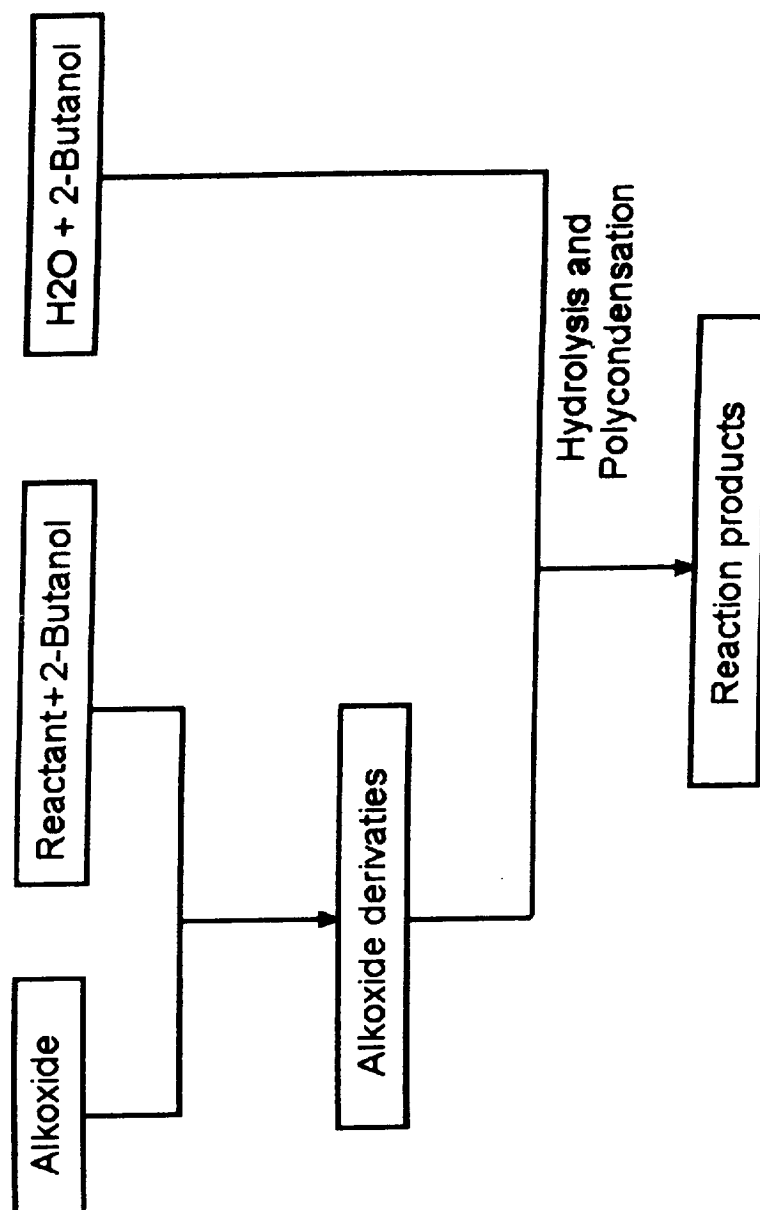 Alkoxide
Reactant+2-Butanol
H2O + 2-Butanol
Alkoxide derivaties
Hydrolysis and
Polycondensation
Reaction products